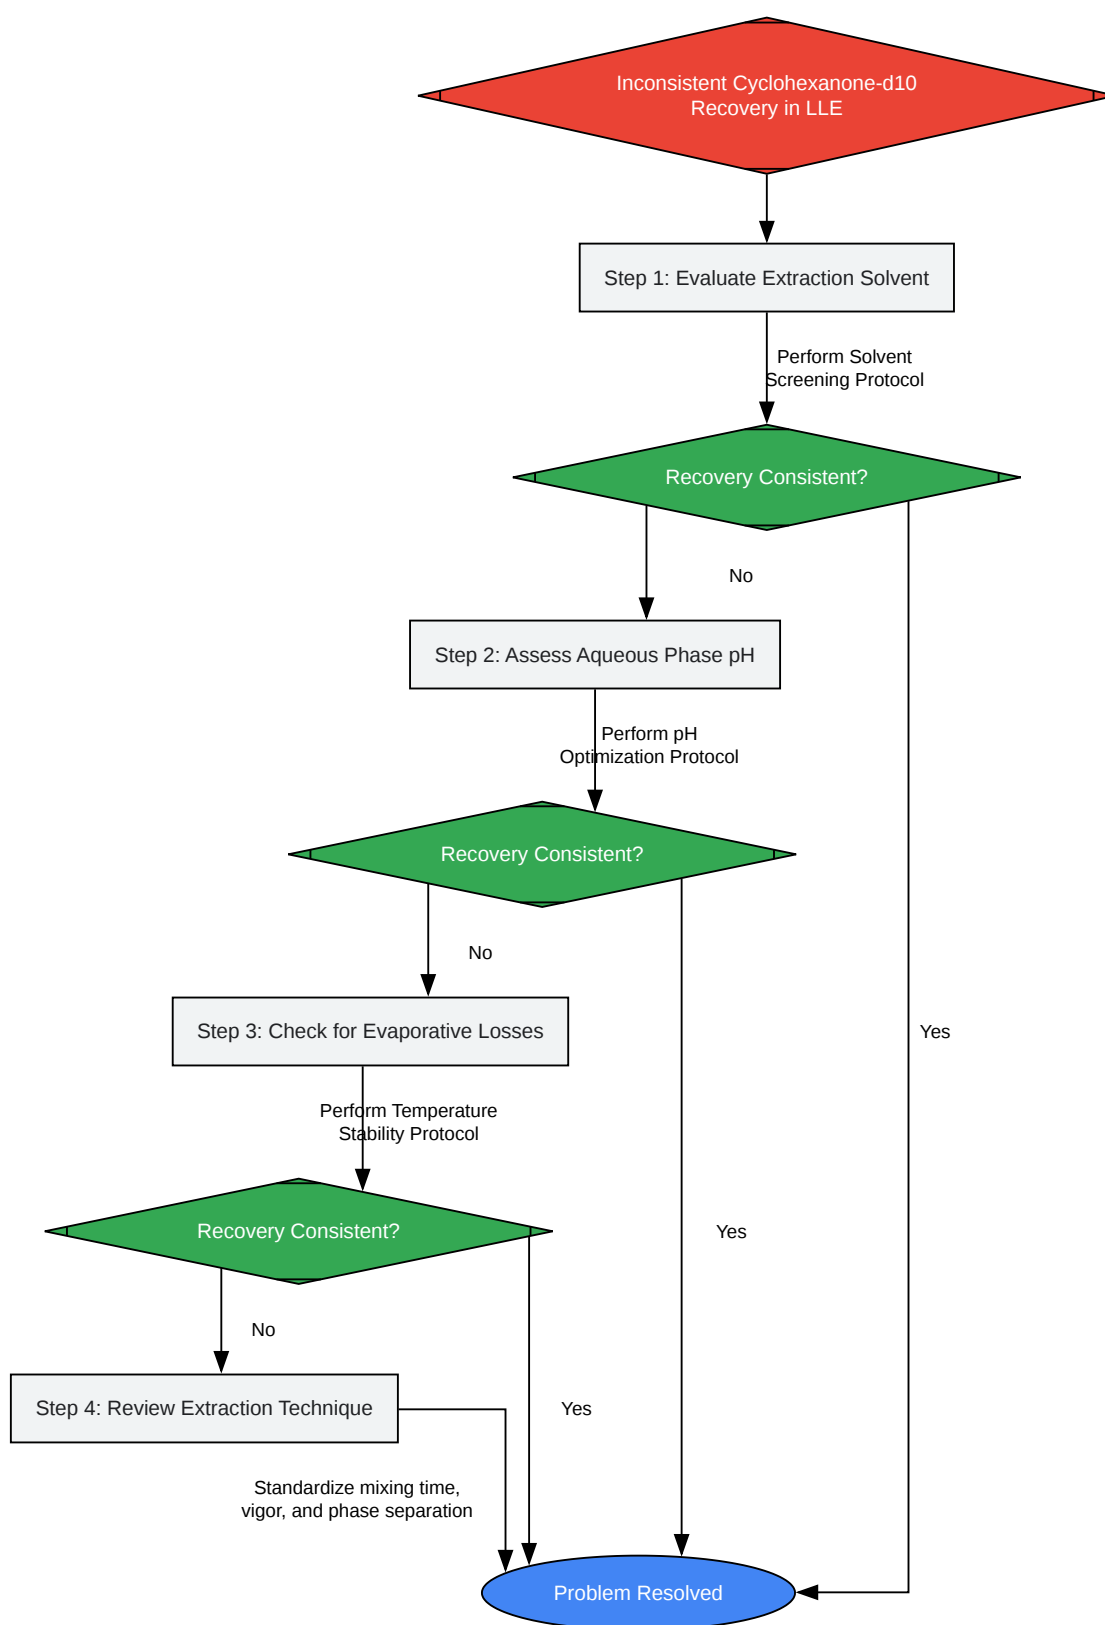 Inconsistent Cyclohexanone-d10
Recovery in LLE
Step 1: Evaluate Extraction Solvent
Perform Solvent
Screening Protocol
Recovery Consistent?
No
Step 2: Assess Aqueous Phase pH
Perform pH
Optimization Protocol
Recovery Consistent?
No
Step 3: Check for Evaporative Losses
Yes
Perform Temperature
Stability Protocol
Recovery Consistent?
Yes
No
Step 4: Review Extraction Technique
Yes
Standardize mixing time,
vigor, and phase separation
Problem Resolved